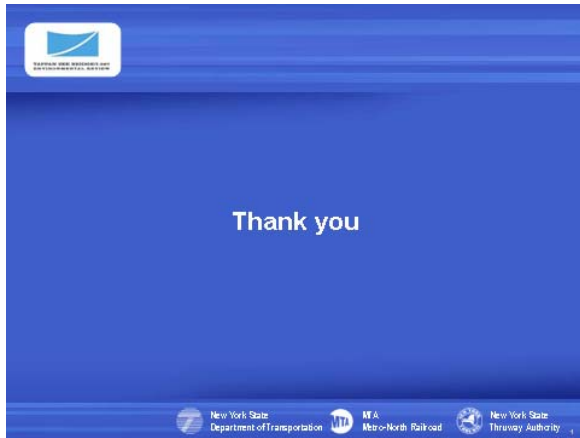 TAPPAN ZEE BRIDGE/I-287
ENVIRONMENTAL REVIEW
Thank you
New York State
Department of Transportation
MTA
MTA
Metro-North Railroad
New York State
Thruway Authority